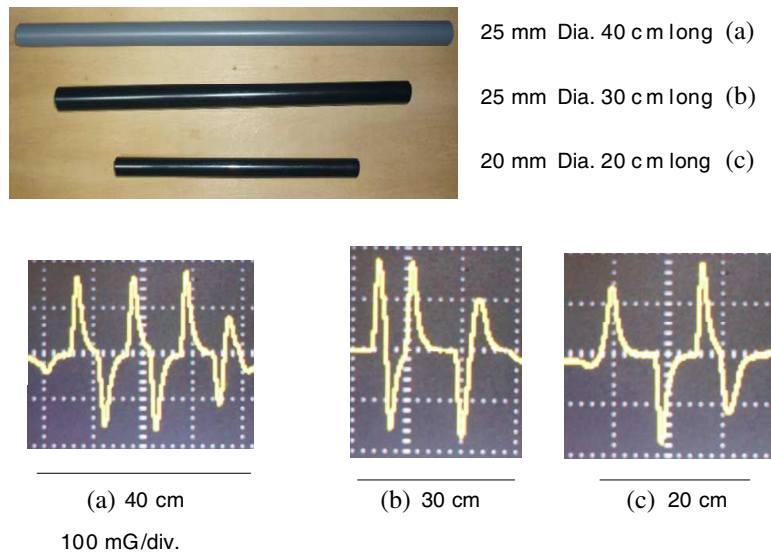 25 mm Dia. 40 cm long (a)
25 mm Dia. 30 cm long (b)
20 mm Dia. 20 cm long (c)
(a) 40 cm
(b) 30 cm
(c) 20 cm
100 mG/div.